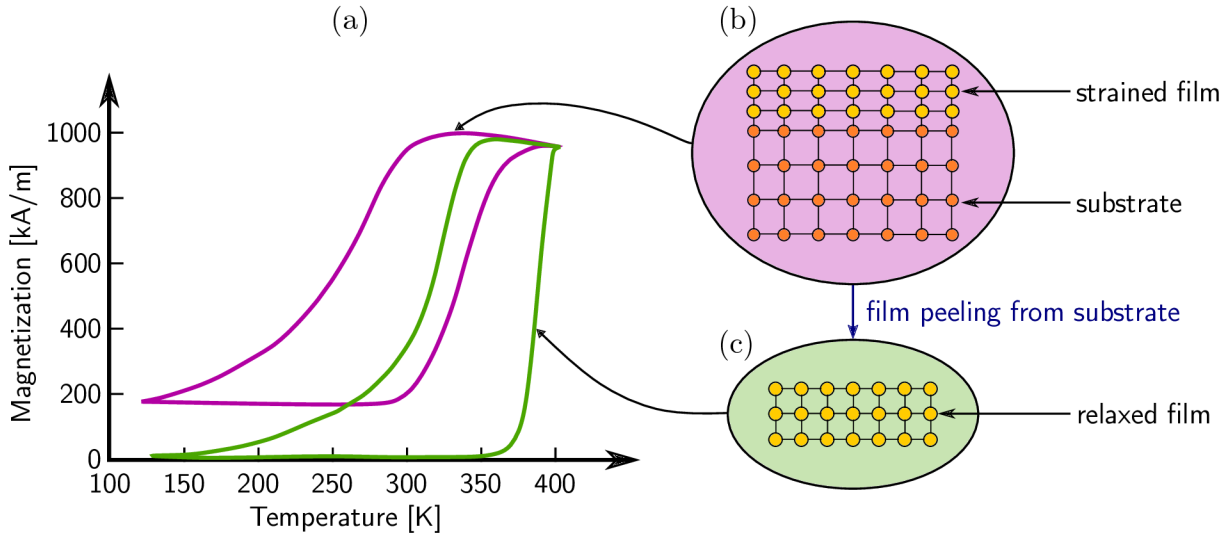 (a)
(b)
Magnetization [kA/m]
1000
800
600
400
200
0
100 150 200 250 300 350 400
Temperature [K]
strained film
substrate
film peeling from substrate
(c)
relaxed film